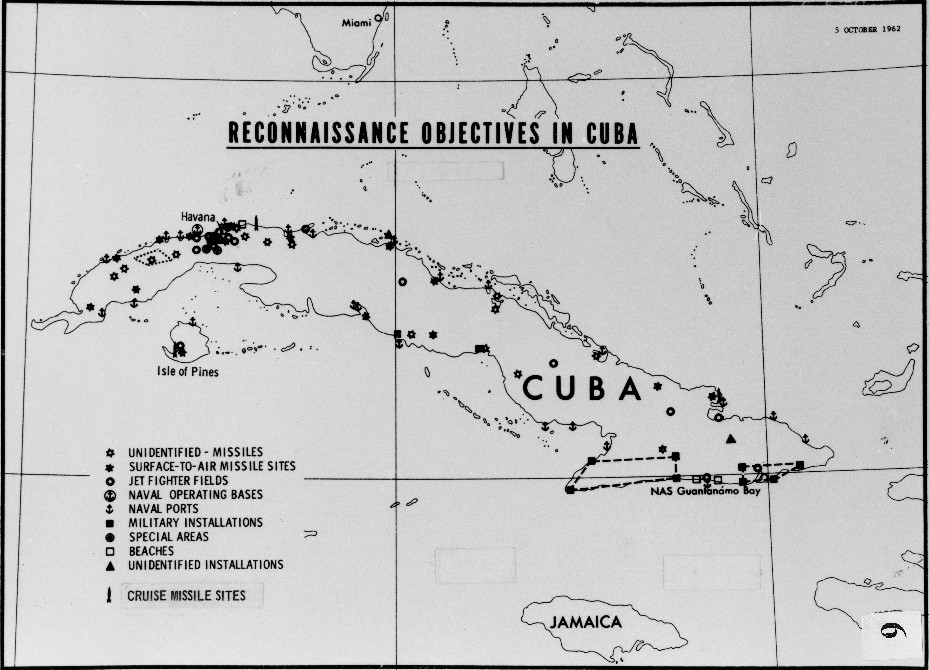 Miami
5 OCTOBER 1962
RECONNAISSANCE OBJECTIVES IN CUBA
Havana
Isle of Pines
CUBA
UNIDENTIFIED - MISSILES
SURFACE-TO-AIR MISSILE SITES
JET FIGHTER FIELDS
NAVAL OPERATING BASES
NAVAL PORTS
MILITARY INSTALLATIONS
SPECIAL AREAS
BEACHES
UNIDENTIFIED INSTALLATIONS
CRUISE MISSILE SITES
NAS Guantanámo Bay
JAMAICA
9